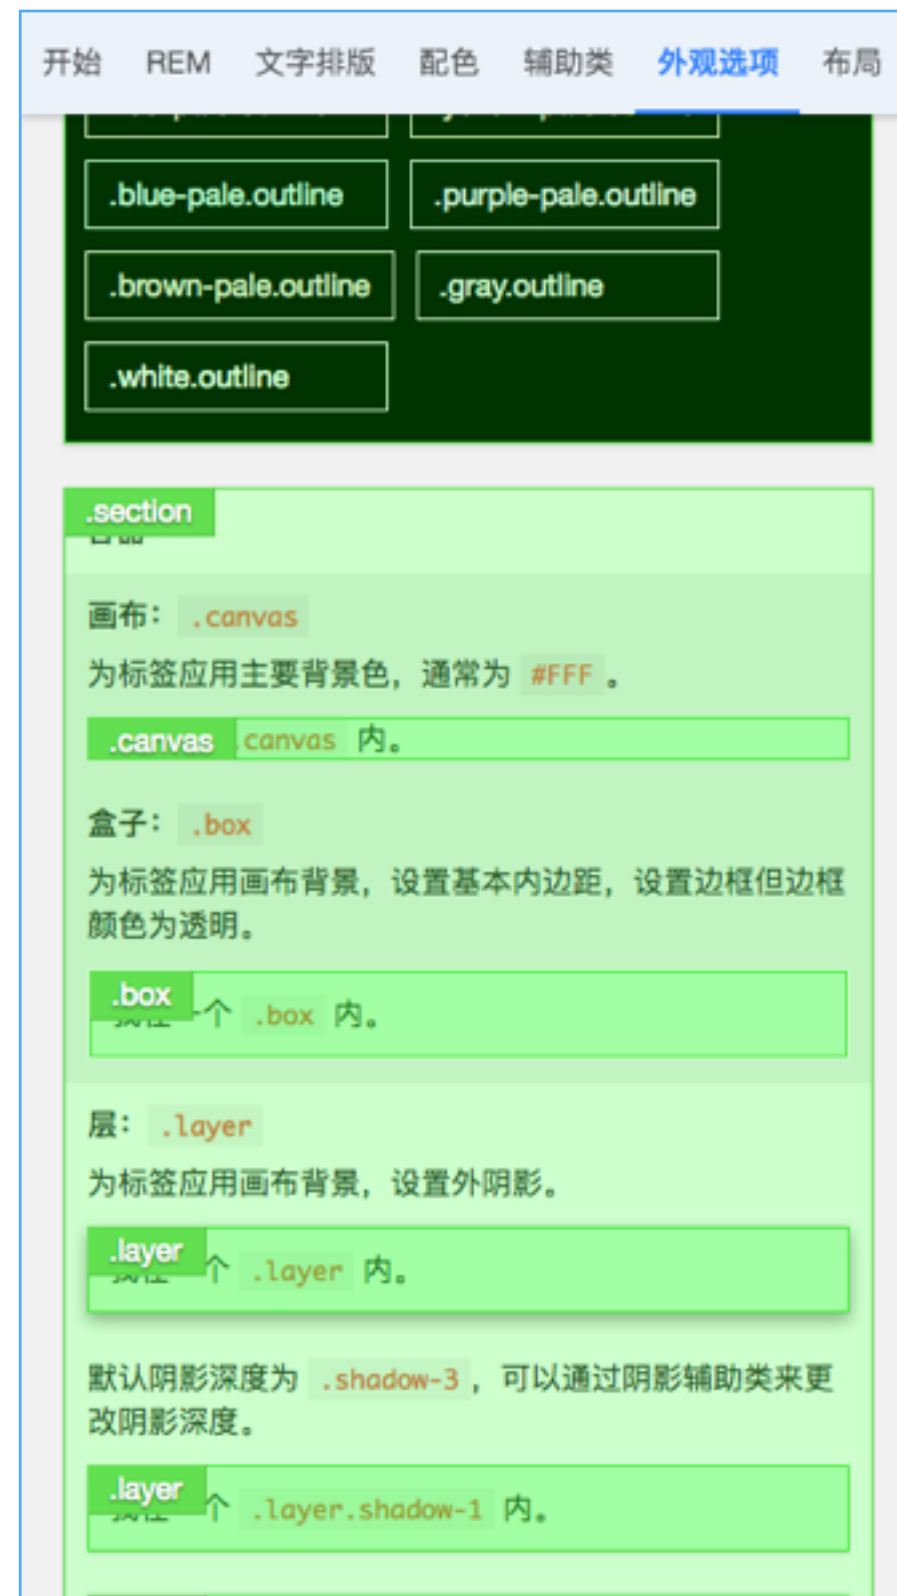 开始 REM 文字排版 配色 辅助类 外观选项 布局
.blue-pale.outline .purple-pale.outline
.brown-pale.outline .gray.outline
.white.outline
.section
画布： .canvas
为标签应用主要背景色，通常为 #FFF 。
.canvas .canvas 内。
盒子： .box
为标签应用画布背景，设置基本内边距，设置边框但边框
颜色为透明。
.box 个 .box 内。
层： .layer
为标签应用画布背景，设置外阴影。
.layer 个 .layer 内。
默认阴影深度为 .shadow-3 ，可以通过阴影辅助类来更
改阴影深度。
.layer 个 .layer.shadow-1 内。